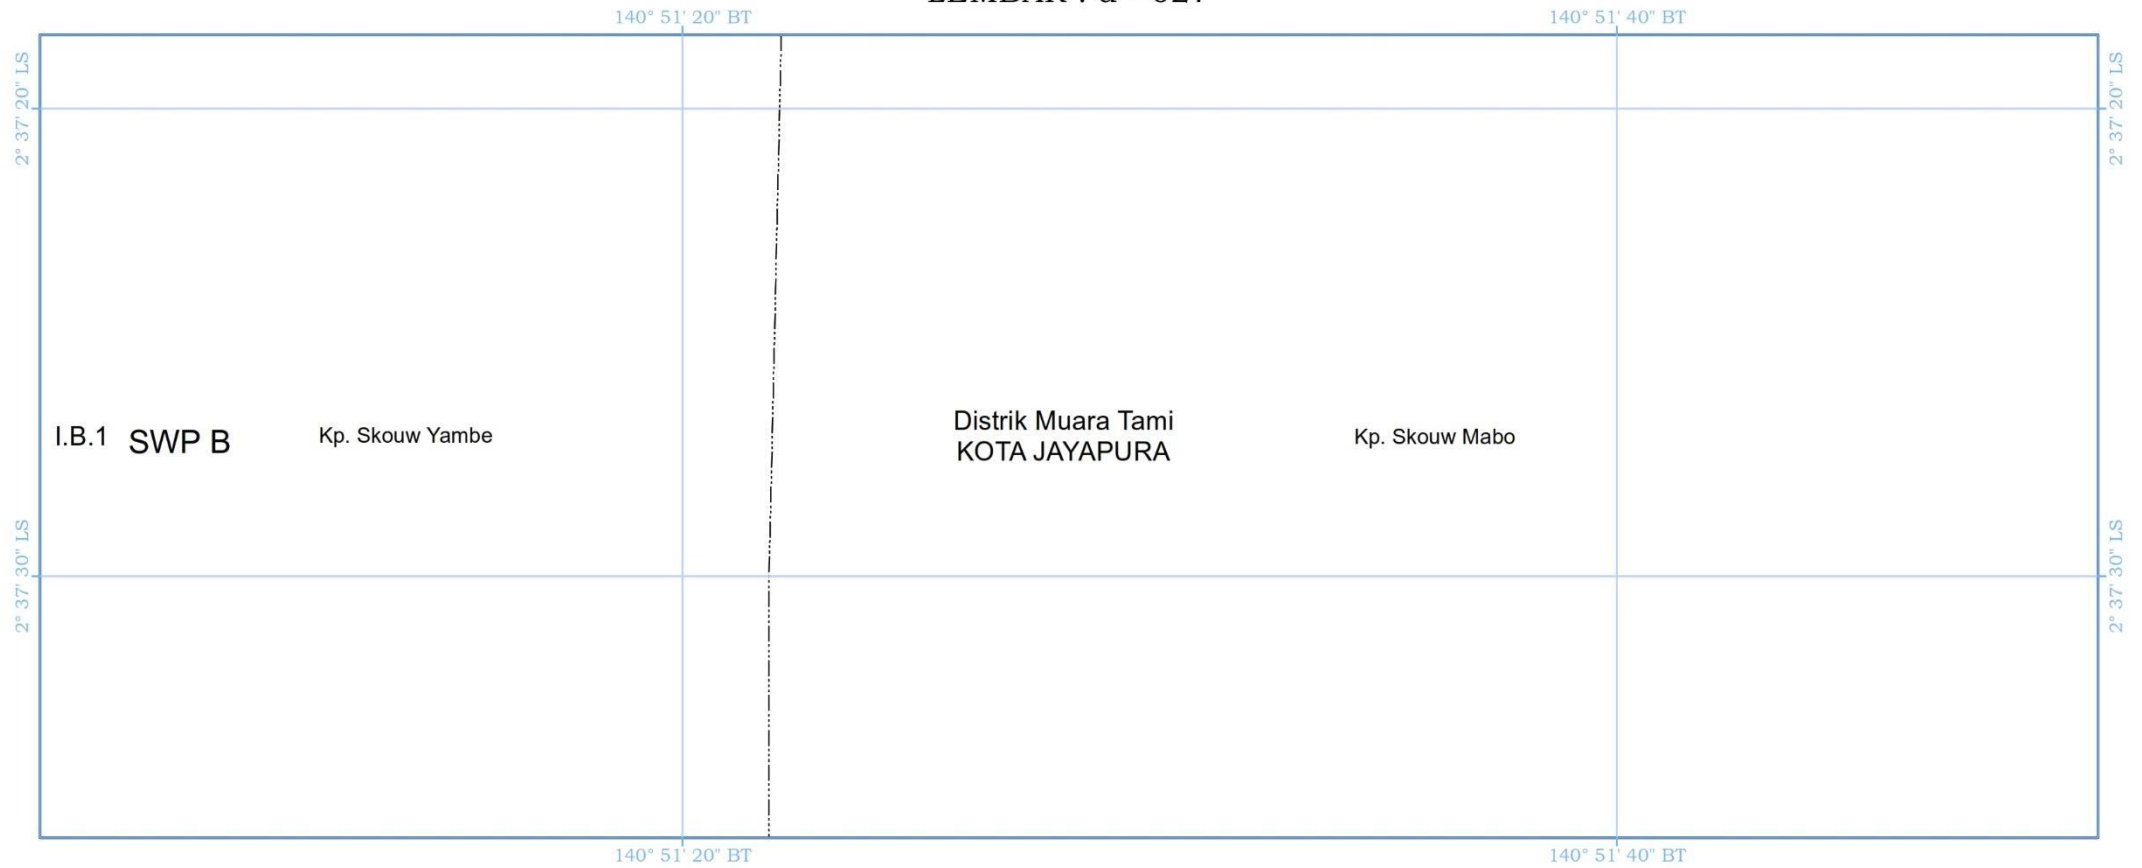 140° 51' 20" BT
140° 51' 40" BT
2° 37' 20" LS
2° 37' 20" LS
I.B.1
SWP B
Kp. Skouw Yambe
Distrik Muara Tami
KOTA JAYAPURA
Kp. Skouw Mabo
2° 37' 30" LS
2° 37' 30" LS
140° 51' 20" BT
140° 51' 40" BT